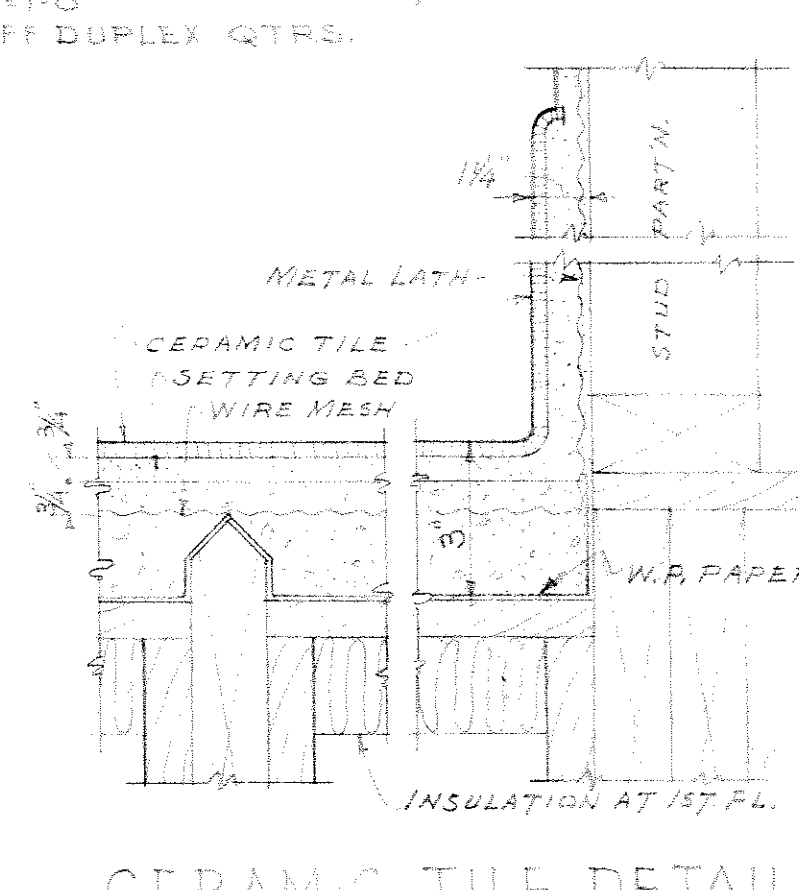 FF DUPLEX QTRS.
1¼"
STUD PART'N.
METAL LATH
CERAMIC TILE
SETTING BED
WIRE MESH
¾"
¾"
3"
W.P. PAPER
INSULATION AT 1ST. FL.
CERAMIC TILE DETAIL